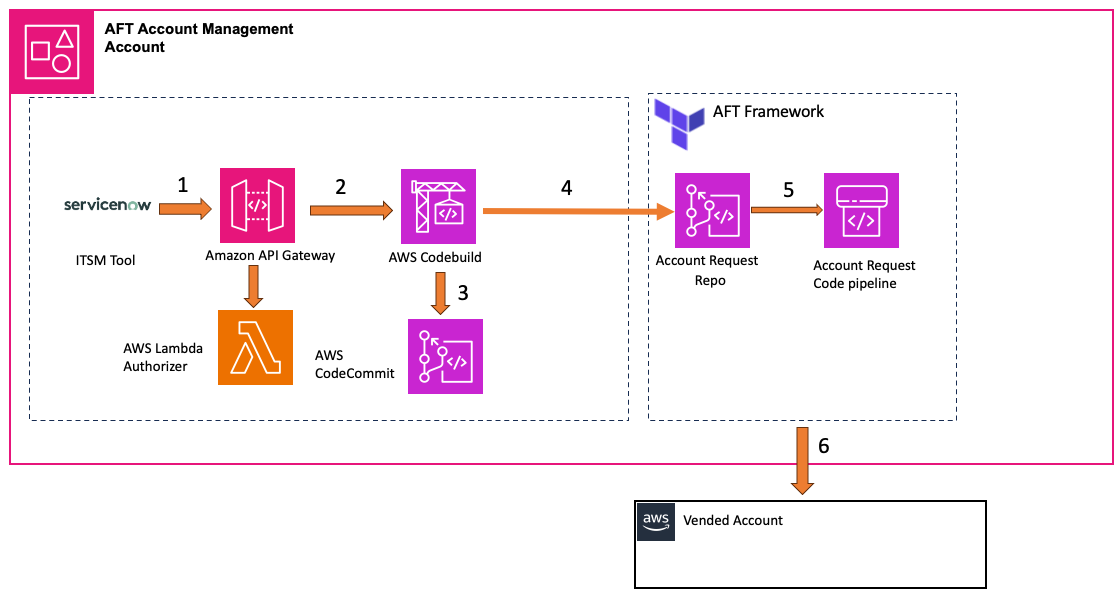 AFT Account Management
Account
AFT Framework
1
2
4
5
servicenow
ITSM Tool
Amazon API Gateway
AWS Codebuild
Account Request
Repo
Account Request
Code pipeline
3
AWS Lambda
Authorizer
AWS
CodeCommit
6
aws
Vended Account